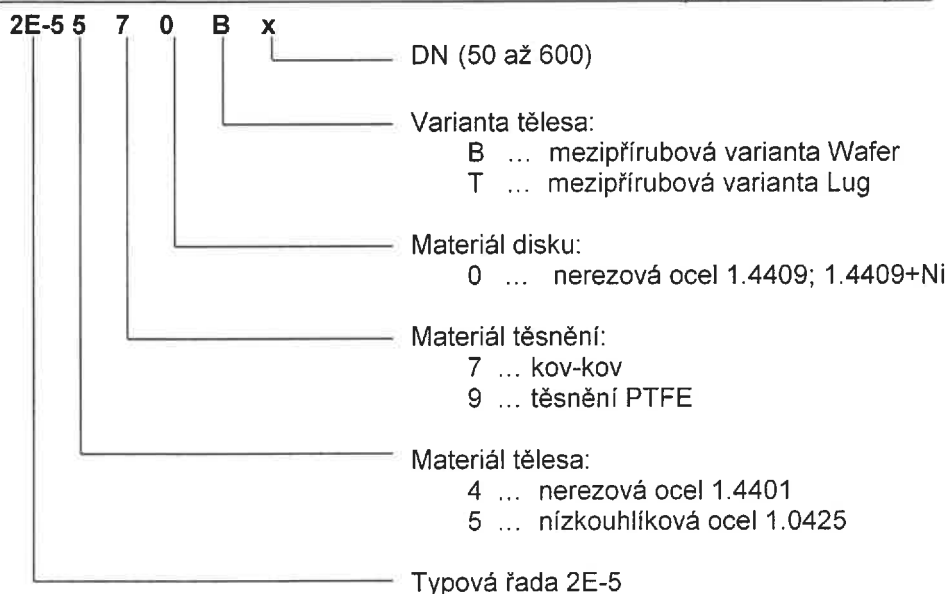 2E-5 5 7 0 B x
DN (50 až 600)
Varianta tělesa:
B ... mezipřírubová varianta Wafer
T ... mezipřírubová varianta Lug
Materiál disku:
0 ... nerezová ocel 1.4409; 1.4409+Ni
Materiál těsnění:
7 ... kov-kov
9 ... těsnění PTFE
Materiál tělesa:
4 ... nerezová ocel 1.4401
5 ... nízkouhlíková ocel 1.0425
Typová řada 2E-5